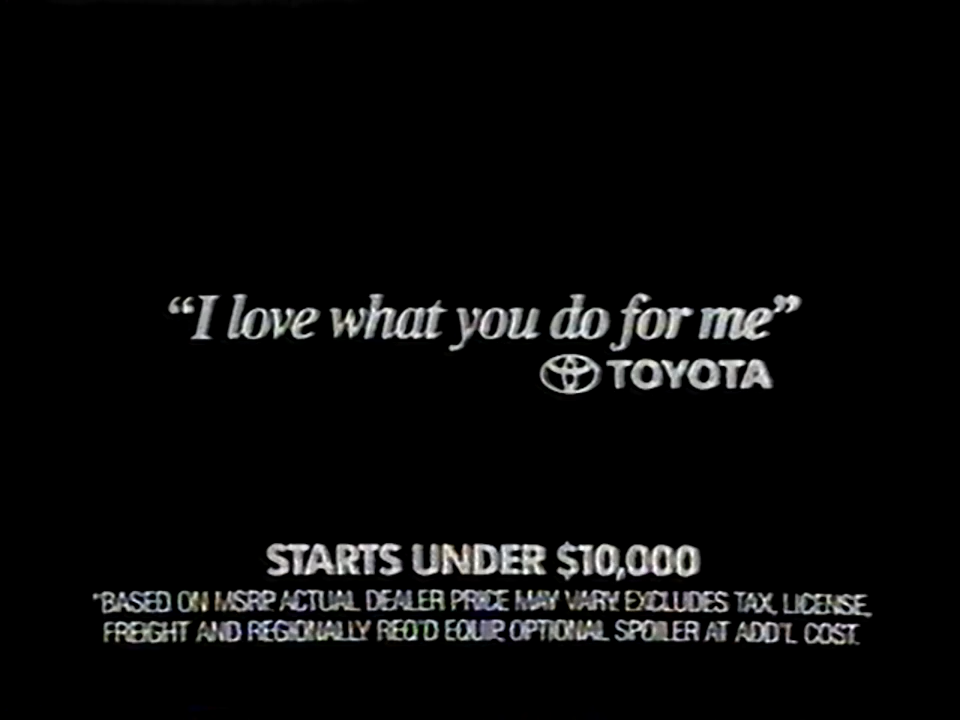 “I love what you do for me”
TOYOTA
STARTS UNDER $10,000
*BASED ON MSRP. ACTUAL DEALER PRICE MAY VARY. EXCLUDES TAX, LICENSE,
FREIGHT AND REGIONALLY REQ'D EQUIP. OPTIONAL SPOILER AT ADD'L COST.